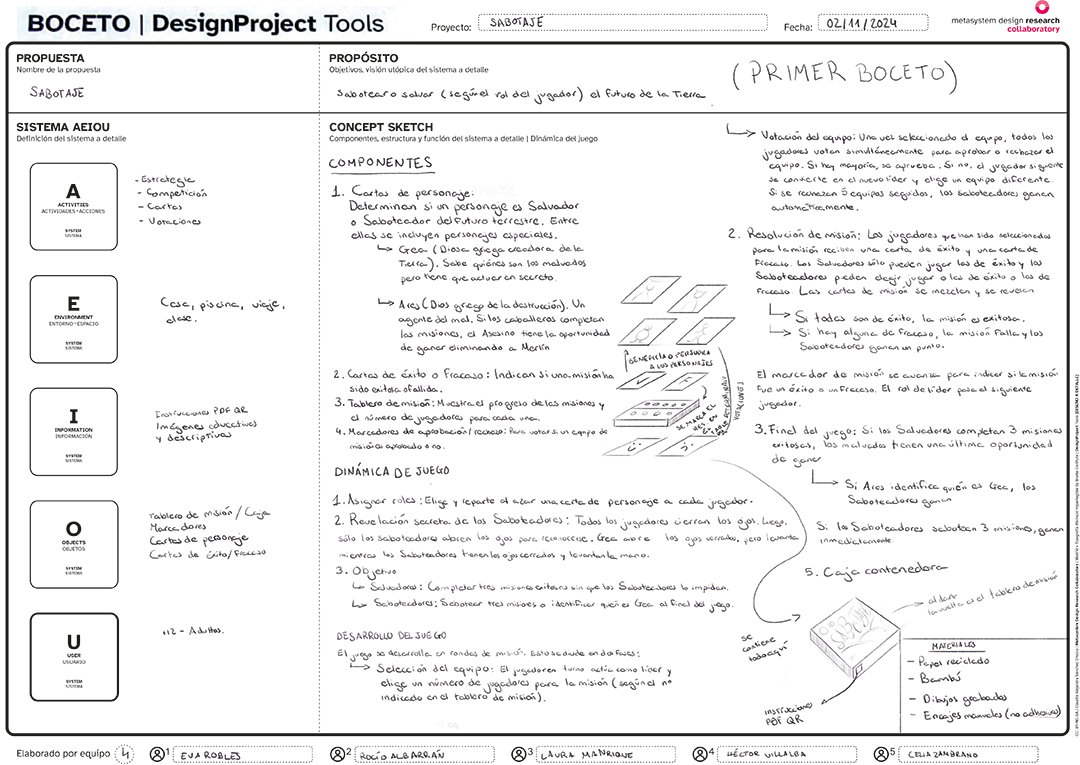 BOCETO | DesignProject Tools
Proyecto: SABOTAJE
Fecha: 02/11/2024
metasystem design research
collaboratory
PROPUESTA
Nombre de la propuesta
SABOTAJE
PROPÓSITO
Objetivos, visión utópica del sistema a detalle
Sabotear o salvar (según el rol del jugador) el futuro de la Tierra
(PRIMER BOCETO)
SISTEMA AEIOU
Definición del sistema a detalle
A
ACTIVITIES
ACTIVIDADES+ACCIONES
SYSTEM
SISTEMA
- Estrategia
- Competición
- Cartas
- Votaciones
E
ENVIRONMENT
ENTORNO+ESPACIO
SYSTEM
SISTEMA
Casa, piscina, viaje,
clase.
I
INFORMATION
INFORMACIÓN
SYSTEM
SISTEMA
Instrucciones PDF QR
Imágenes educativas
y descriptivas
O
OBJECTS
OBJETOS
SYSTEM
SISTEMA
Tablero de misión / Caja
Marcadores
Cartas de personaje
Cartas de éxito/Fracaso
U
USER
USUARIO
SYSTEM
SISTEMA
+12 - Adultos.
CONCEPT SKETCH
Componentes, estructura y función del sistema a detalle | Dinámica del juego
COMPONENTES
1. Cartas de personaje:
Determinan si un personaje es Salvador
o Saboteador del futuro terrestre. Entre
ellas se incluyen personajes especiales.
Gea (Diosa griega creadora de la
Tierra). Sabe quiénes son los malvados
pero tiene que actuar en secreto.
Ares (Dios griego de la destrucción). Un
agente del mal. Si los caballeros completan
las misiones, el Asesino tiene la oportunidad
de ganar eliminando a Merlín
2. Cartas de éxito o Fracaso: Indican si una misión ha
sido exitosa o fallida.
3. Tablero de misión: Muestra el progreso de las misiones y
el número de jugadores para cada una.
4. Marcadores de aprobación/rechazo: Para votar si un equipo de
misión es aprobado o no.
BENEFICIA O PERJUDICA
A LOS PERSONAJES
SE MARCA EL
RES. EN
TABLERO
DETERMINAN
VOTACIONES
DINÁMICA DE JUEGO
1. Asignar roles: Elige y reparte al azar una carta de personaje a cada jugador.
2. Revelación secreta de los Saboteadores: Todos los jugadores cierran los ojos. Luego,
sólo los saboteadores abren los ojos para reconocerse. Gea abre los ojos cerrados, pero levanta
mientras los Saboteadores tienen los ojos cerrados y levantan la mano.
3. Objetivo
Salvadores: Completar tres misiones exitosas sin que los Saboteadores lo impidan.
Saboteadores: Sabotear tres misiones o identificar quién es Gea al final del juego.
DESARROLLO DEL JUEGO
El juego se desarrolla en rondas de misión. Esto se divide en dos fases:
Selección del equipo: El jugador en turno actúa como líder y
elige un número de jugadores para la misión (según el nº
indicado en el tablero de misión).
Votación del equipo: Una vez seleccionado el equipo, todos los
jugadores votan simultáneamente para aprobar o rechazar el
equipo. Si hay mayoría, se aprueba. Si no, el jugador siguiente
se convierte en el nuevo líder y elige un equipo diferente.
Si se rechazan 5 equipos seguidos, los saboteadores ganan
automáticamente.
2. Resolución de misión: Los jugadores que han sido seleccionados
para la misión reciben una carta de éxito y una carta de
Fracaso. Los Salvadores sólo pueden jugar las de éxito y los
Saboteadores pueden elegir jugar o las de éxito o las de
fracaso. Las cartas de misión se mezclan y se revelan
Si todas son de éxito, la misión es exitosa.
Si hay alguna de Fracaso, la misión falla y los
Saboteadores ganan un punto.
El marcador de misión se avanza para indicar si la misión
fue un éxito o un Fracaso. El rol de líder pasa al siguiente
jugador.
3. Final del juego: Si los Salvadores completan 3 misiones
exitosas, los malvados tienen una última oportunidad
de ganar
Si Ares identifica quién es Gea, los
Saboteadores ganan
Si los Saboteadores sabotean 3 misiones, ganan
inmediatamente.
5. Caja contenedora
al dar
la vuelta es el tablero de misión
se
contiene
todo aquí
SABOTAJE
instrucciones
PDF QR
MATERIALES
- Papel reciclado
- Bambú
- Dibujos grabados
- Encajes manuales (no adhesivo)
Elaborado por equipo 4
1 EVA ROBLES
2 ROCÍO ALBARRÁN
3 LAURA MANRIQUE
4 HÉCTOR VILLALBA
5 CELIA ZAMBRANO